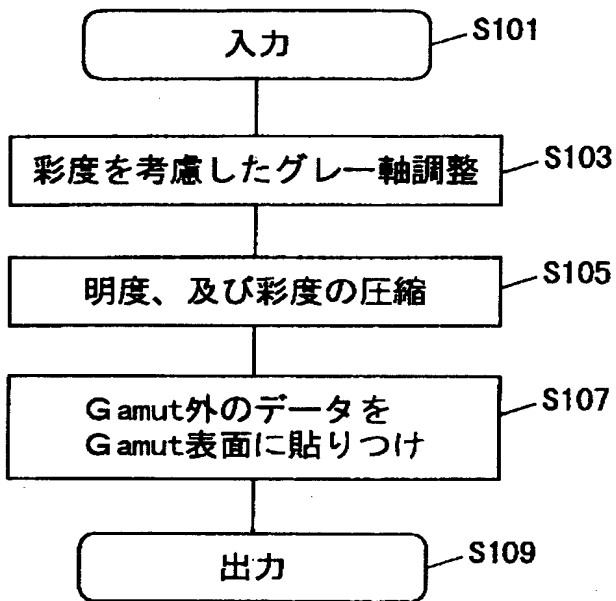 入力
S101
彩度を考慮したグレー軸調整
S103
明度、及び彩度の圧縮
S105
Gamut外のデータを
Gamut表面に貼りつけ
S107
出力
S109